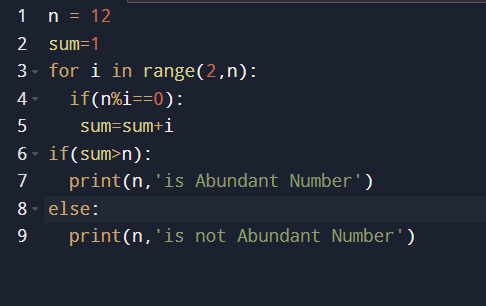 1 n = 12
2 sum=1
3 for i in range(2,n):
4   if(n%i==0):
5    sum=sum+i
6 if(sum>n):
7   print(n,'is Abundant Number')
8 else:
9   print(n,'is not Abundant Number')